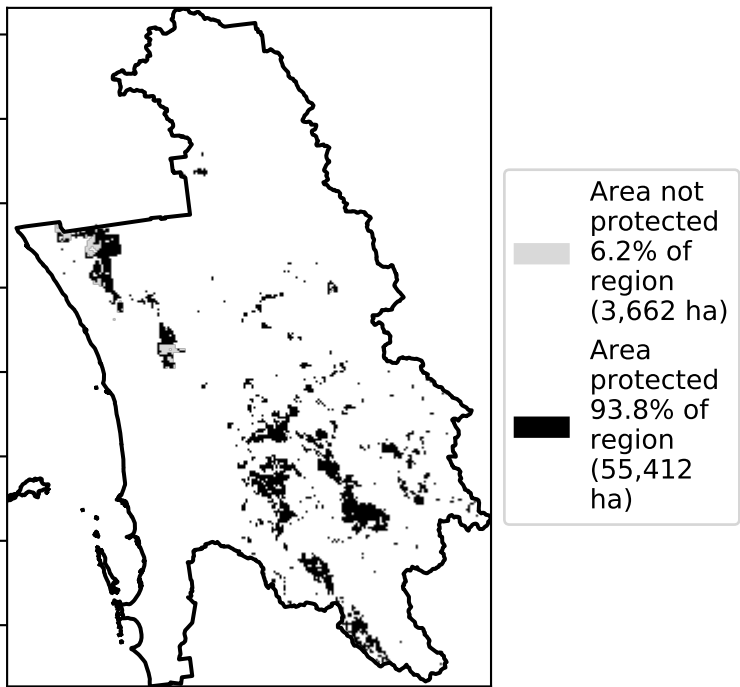 Area not
protected
6.2% of
region
(3,662 ha)
Area
protected
93.8% of
region
(55,412
ha)